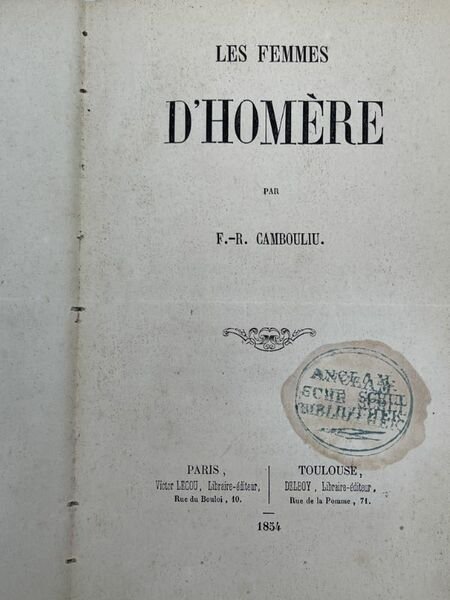 LES FEMMES
D'HOMÈRE
PAR
F.-R. CAMBOULIU.
PARIS,
Victor LECOU, Libraire-éditeur,
Rue du Bouloi, 10.
TOULOUSE,
DELBOY, Libraire-éditeur,
Rue de la Pomme, 71.
1854
ANCLAM.
SCHE SCHUL
BIBLIOTHEK